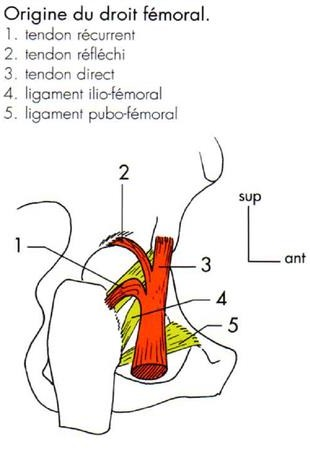 Origine du droit fémoral.
1. tendon récurrent
2. tendon réfléchi
3. tendon direct
4. ligament ilio-fémoral
5. ligament pubo-fémoral
2
sup
1
3
ant
4
5